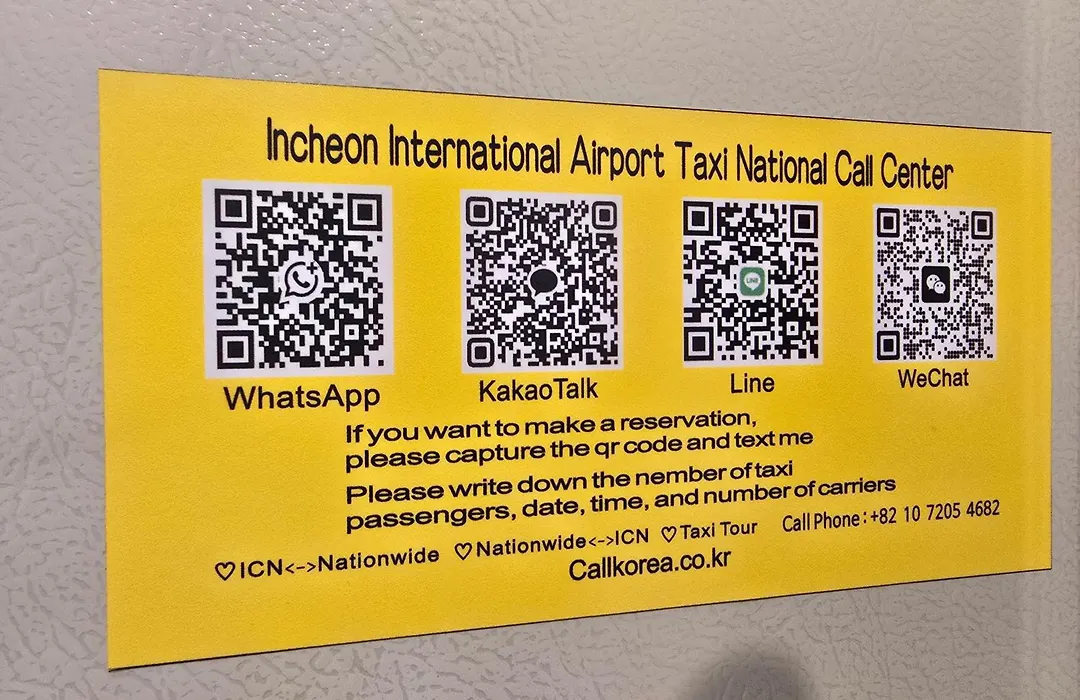 Incheon International Airport Taxi National Call Center
LINE
WhatsApp
KakaoTalk
Line
WeChat
If you want to make a reservation,
please capture the qr code and text me
Please write down the nember of taxi
passengers, date, time, and number of carriers
♡ICN<->Nationwide ♡Nationwide<->ICN ♡Taxi Tour Call Phone:+82 10 7205 4682
Callkorea.co.kr